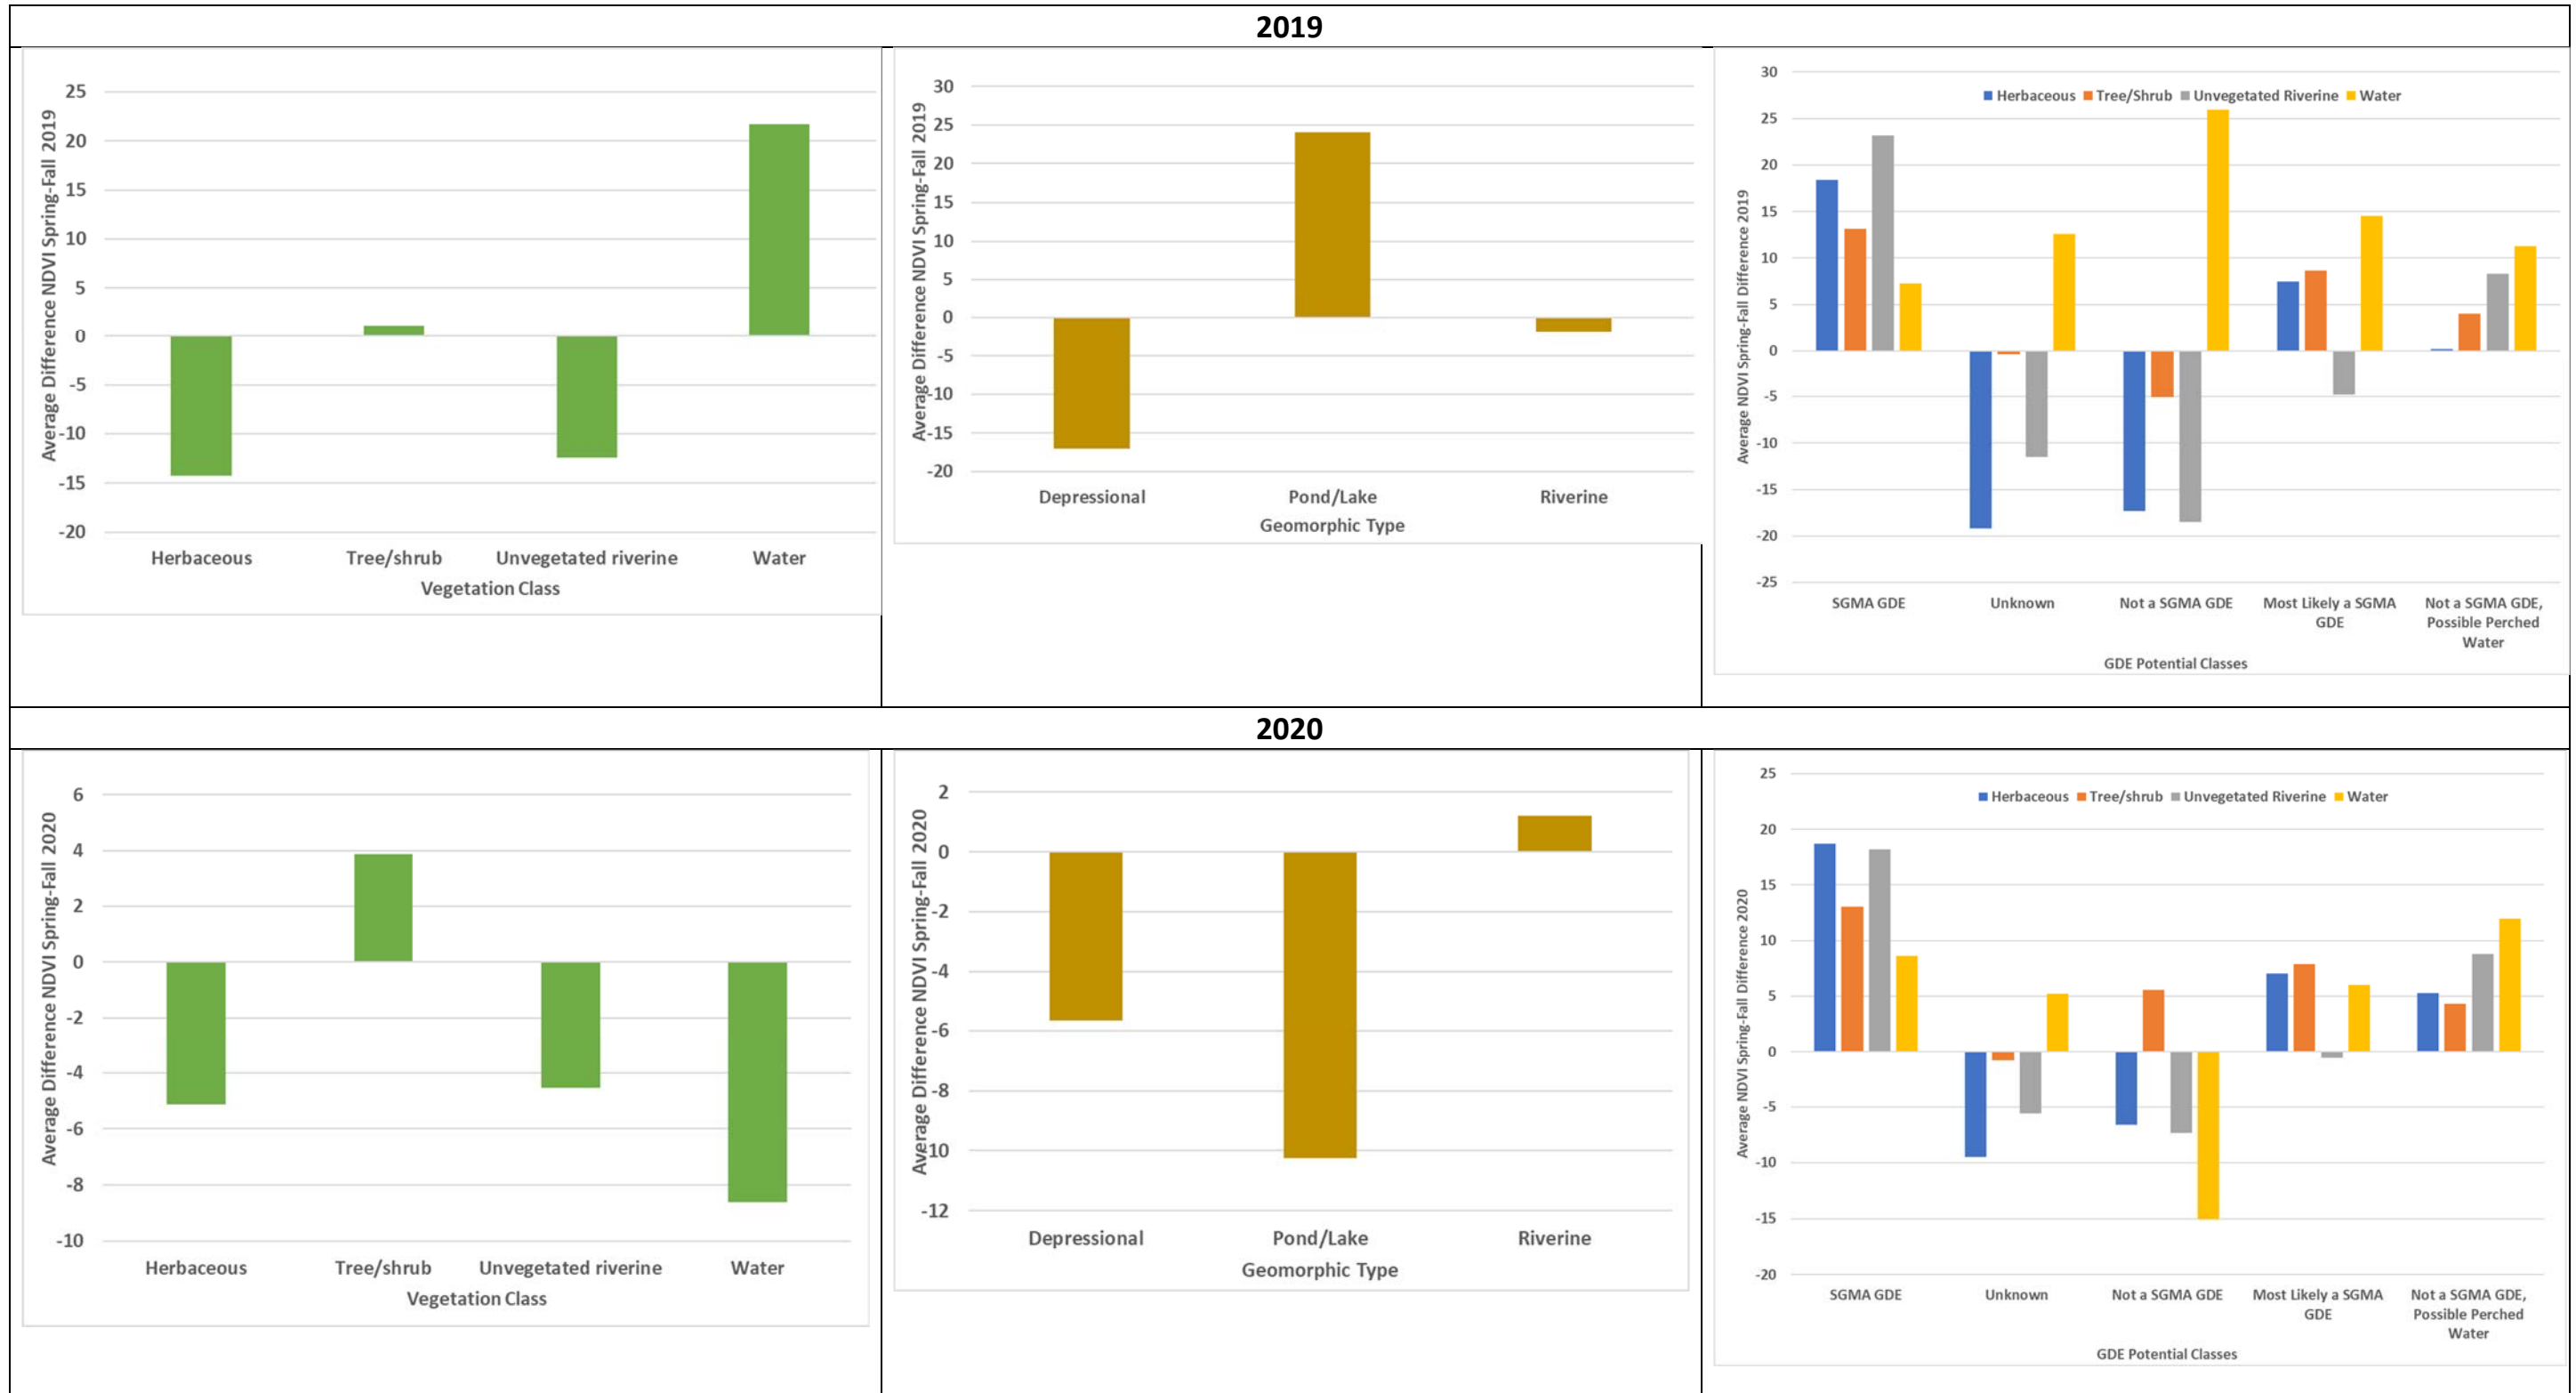 2019
Average Difference NDVI Spring-Fall 2019
25
20
15
10
5
0
-5
-10
-15
-20
Herbaceous Tree/shrub Unvegetated riverine Water
Vegetation Class
Average Difference NDVI Spring-Fall 2019
30
25
20
15
10
5
0
-5
-10
-15
-20
Depressional Pond/Lake Riverine
Geomorphic Type
Average NDVI Spring-Fall Difference 2019
Herbaceous Tree/Shrub Unvegetated Riverine Water
30
25
20
15
10
5
0
-5
-10
-15
-20
-25
SGMA GDE Unknown Not a SGMA GDE Most Likely a SGMA Not a SGMA GDE,
GDE Possible Perched
Water
GDE Potential Classes
2020
Average Difference NDVI Spring-Fall 2020
6
4
2
0
-2
-4
-6
-8
-10
Herbaceous Tree/shrub Unvegetated riverine Water
Vegetation Class
Average Difference NDVI Spring-Fall 2020
2
0
-2
-4
-6
-8
-10
-12
Depressional Pond/Lake Riverine
Geomorphic Type
Average NDVI Spring-Fall Difference 2020
Herbaceous Tree/shrub Unvegetated Riverine Water
25
20
15
10
5
0
-5
-10
-15
-20
SGMA GDE Unknown Not a SGMA GDE Most Likely a SGMA Not a SGMA GDE,
GDE Possible Perched
Water
GDE Potential Classes